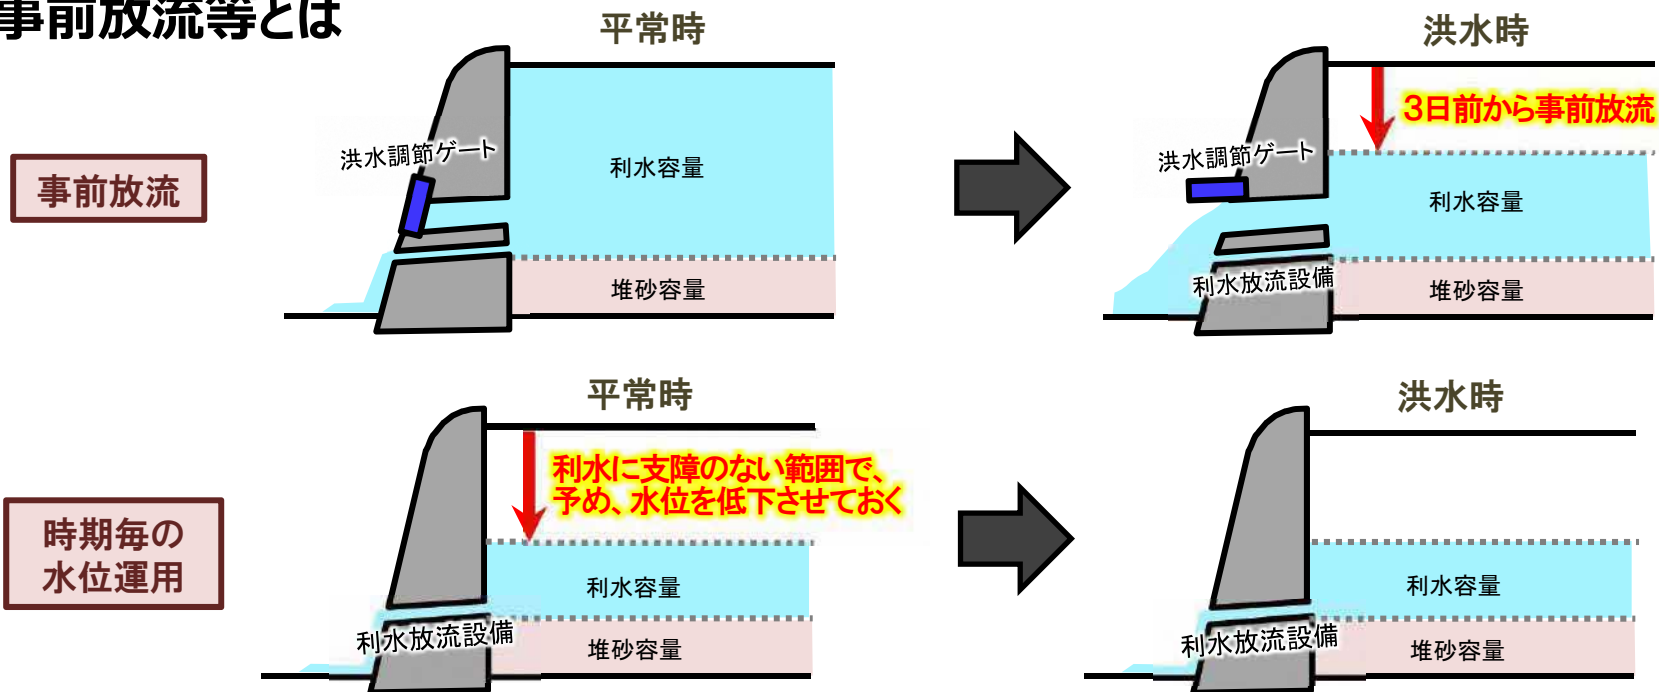 事前放流等とは
平常時
洪水時
3日前から事前放流
洪水調節ゲート
洪水調節ゲート
事前放流
利水容量
利水容量
利水放流設備
堆砂容量
堆砂容量
平常時
洪水時
利水に支障のない範囲で、
予め、水位を低下させておく
時期毎の
水位運用
利水容量
利水容量
利水放流設備
利水放流設備
堆砂容量
堆砂容量